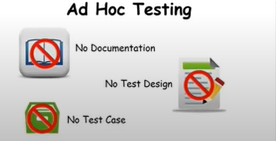 Ad Hoc Testing
No Documentation
No Test Design
No Test Case